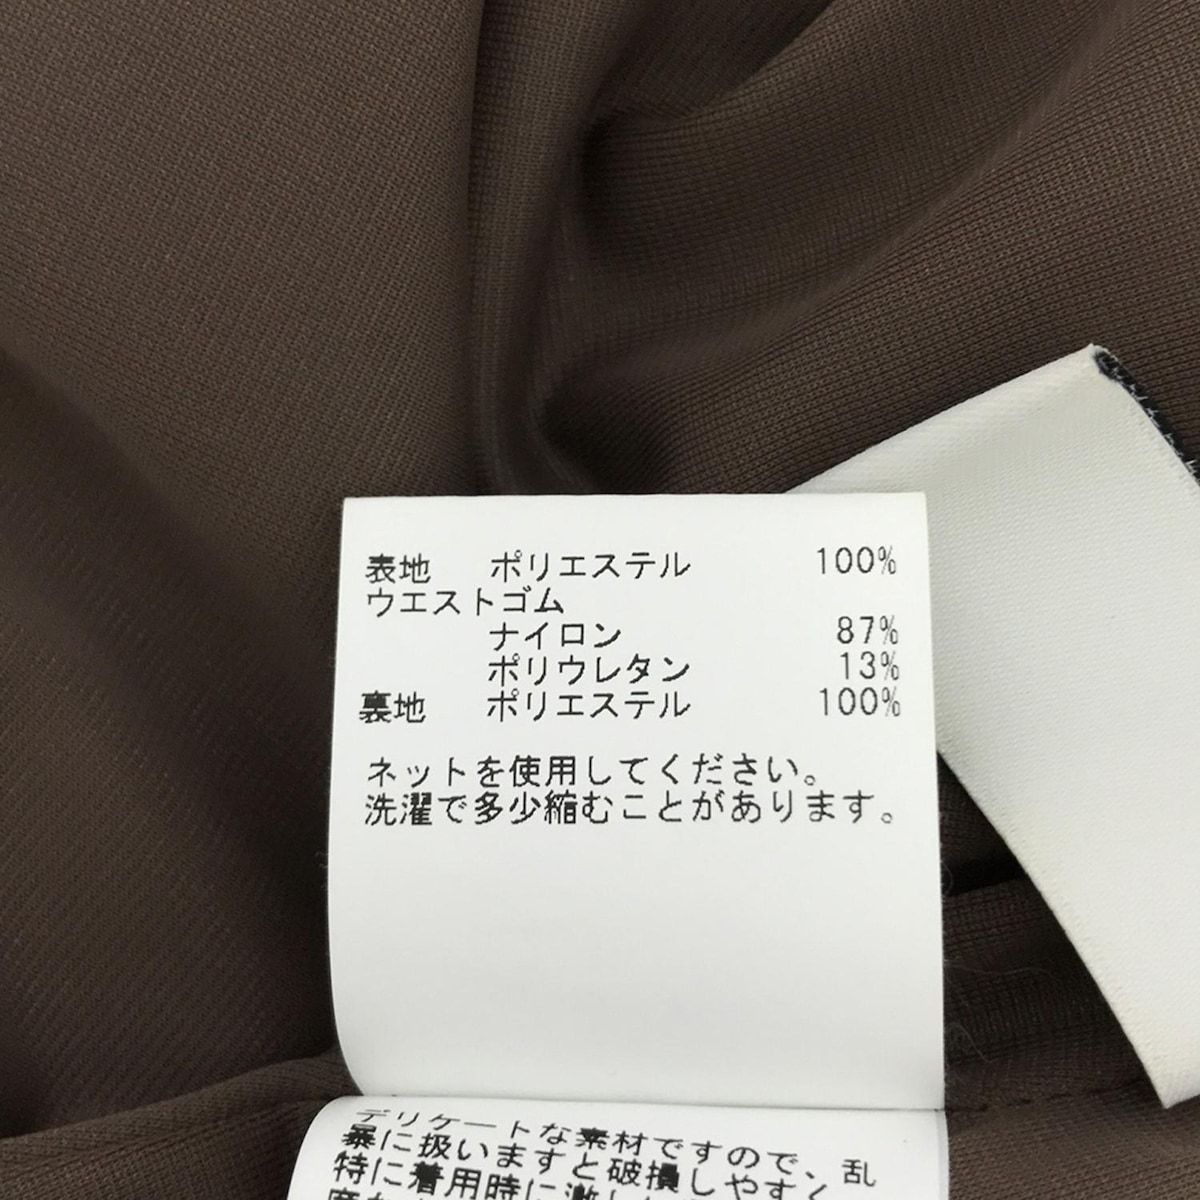 表地 ポリエステル 100%
ウエストゴム
ナイロン 87%
ポリウレタン 13%
裏地 ポリエステル 100%
ネットを使用してください。
洗濯で多少縮むことがあります。
デリケートな素材ですので、乱
暴に扱いますと破損しやすく
特に着用時に激し